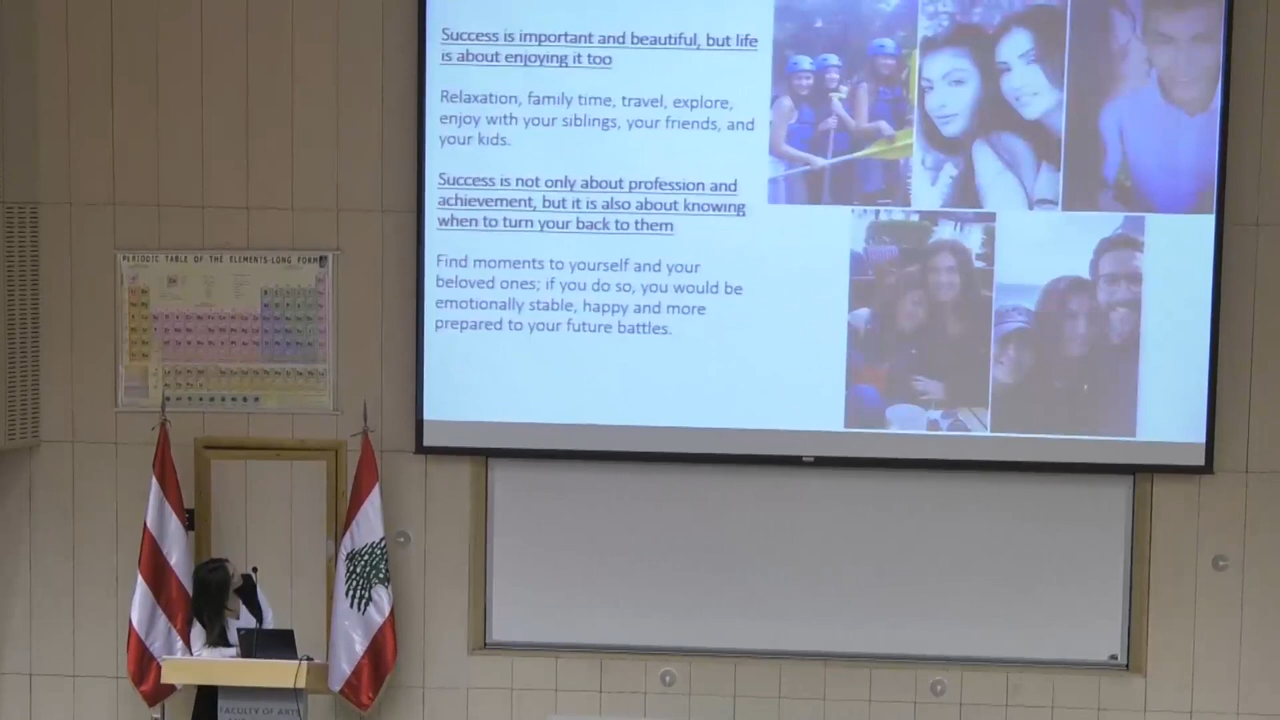 Success is important and beautiful, but life
is about enjoying it too
Relaxation, family time, travel, explore,
enjoy with your siblings, your friends, and
your kids.
Success is not only about profession and
achievement, but it is also about knowing
when to turn your back to them
Find moments to yourself and your
beloved ones; if you do so, you would be
emotionally stable, happy and more
prepared to your future battles.
PERIODIC TABLE OF THE ELEMENTS-LONG FORM
FACULTY OF ARTS